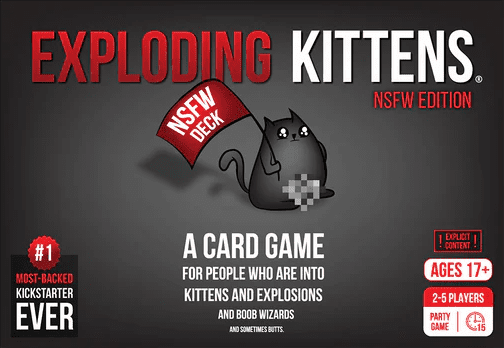 EXPLODING KITTENS®
NSFW EDITION
NSFW
DECK
A CARD GAME
FOR PEOPLE WHO ARE INTO
KITTENS AND EXPLOSIONS
AND BOOB WIZARDS
AND SOMETIMES BUTTS.
#1
MOST-BACKED
KICKSTARTER
EVER
! EXPLICIT !
CONTENT
AGES 17+
2-5 PLAYERS
PARTY
GAME
15